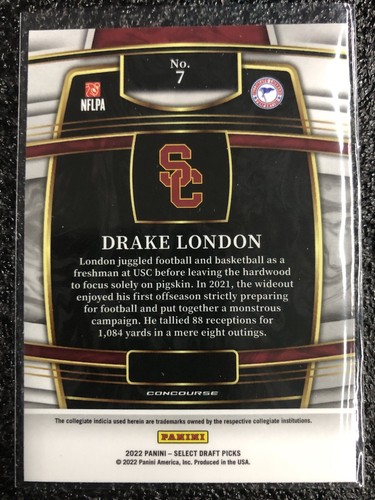 No.
7
NFLPA
SC
DRAKE LONDON
London juggled football and basketball as a
freshman at USC before leaving the hardwood
to focus solely on pigskin. In 2021, the wideout
enjoyed his first offseason strictly preparing
for football and put together a monstrous
campaign. He tallied 88 receptions for
1,084 yards in a mere eight outings.
CONCOURSE
The collegiate indicia used herein are trademarks owned by the respective collegiate institutions.
PANINI
2022 PANINI – SELECT DRAFT PICKS
© 2022 Panini America, Inc. Produced in the USA.